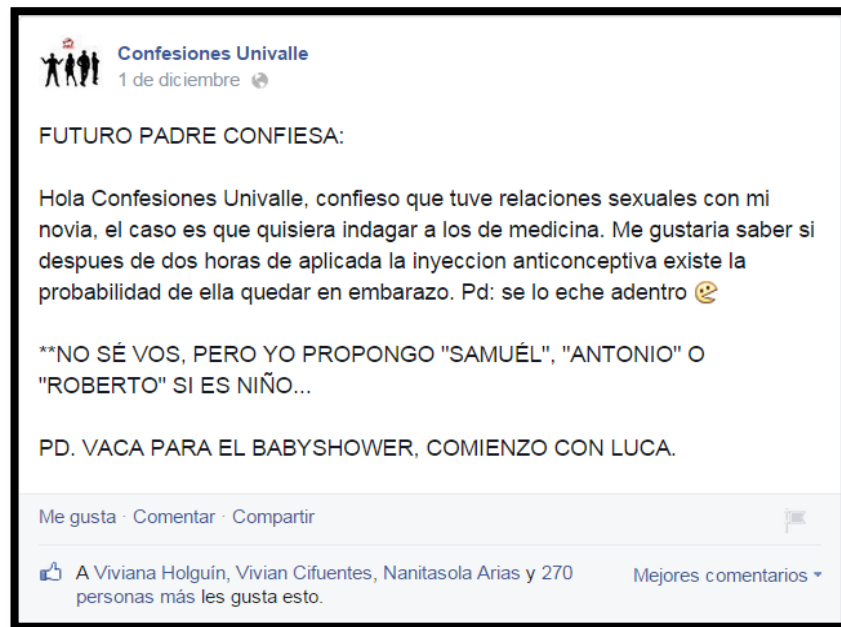 Confesiones Univalle
1 de diciembre
FUTURO PADRE CONFIESA:
Hola Confesiones Univalle, confieso que tuve relaciones sexuales con mi
novia, el caso es que quisiera indagar a los de medicina. Me gustaria saber si
despues de dos horas de aplicada la inyeccion anticonceptiva existe la
probabilidad de ella quedar en embarazo. Pd: se lo eche adentro
**NO SÉ VOS, PERO YO PROPONGO "SAMUÉL", "ANTONIO" O
"ROBERTO" SI ES NIÑO...
PD. VACA PARA EL BABYSHOWER, COMIENZO CON LUCA.
Me gusta · Comentar · Compartir
A Viviana Holguín, Vivian Cifuentes, Nanitasola Arias y 270
personas más les gusta esto.
Mejores comentarios